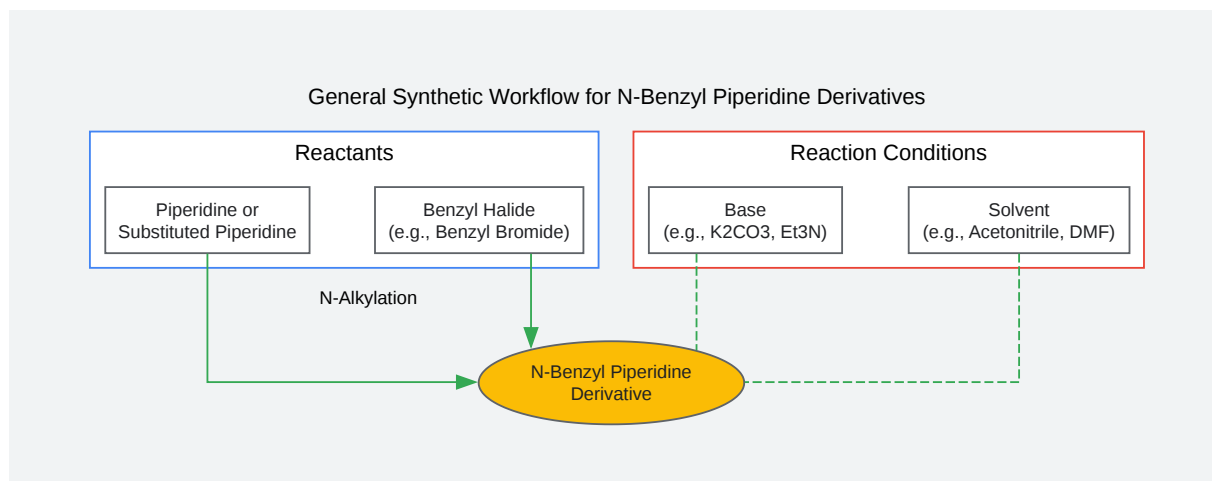 General Synthetic Workflow for N-Benzyl Piperidine Derivatives
Reactants
Piperidine or
Substituted Piperidine
Benzyl Halide
(e.g., Benzyl Bromide)
Reaction Conditions
Base
(e.g., K2CO3, Et3N)
Solvent
(e.g., Acetonitrile, DMF)
N-Alkylation
N-Benzyl Piperidine
Derivative